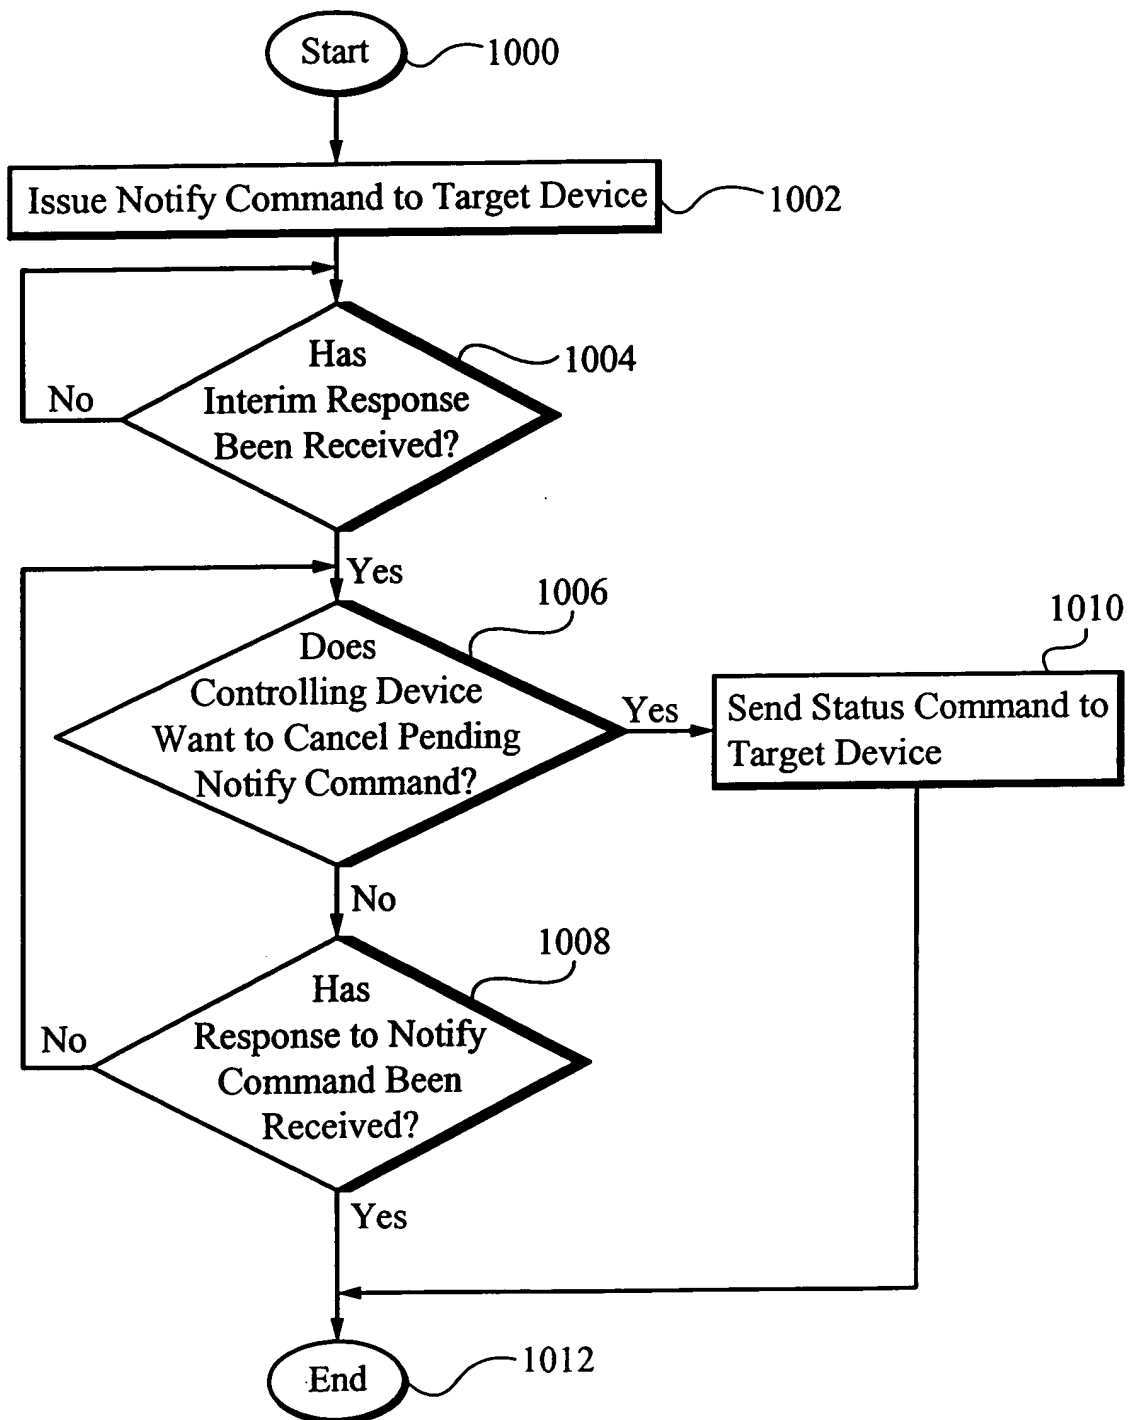 Start
1000
Issue Notify Command to Target Device
1002
Has
Interim Response
Been Received?
1004
No
Yes
1006
Does
Controlling Device
Want to Cancel Pending
Notify Command?
Yes
1010
Send Status Command to
Target Device
No
1008
Has
Response to Notify
Command Been
Received?
No
Yes
End
1012